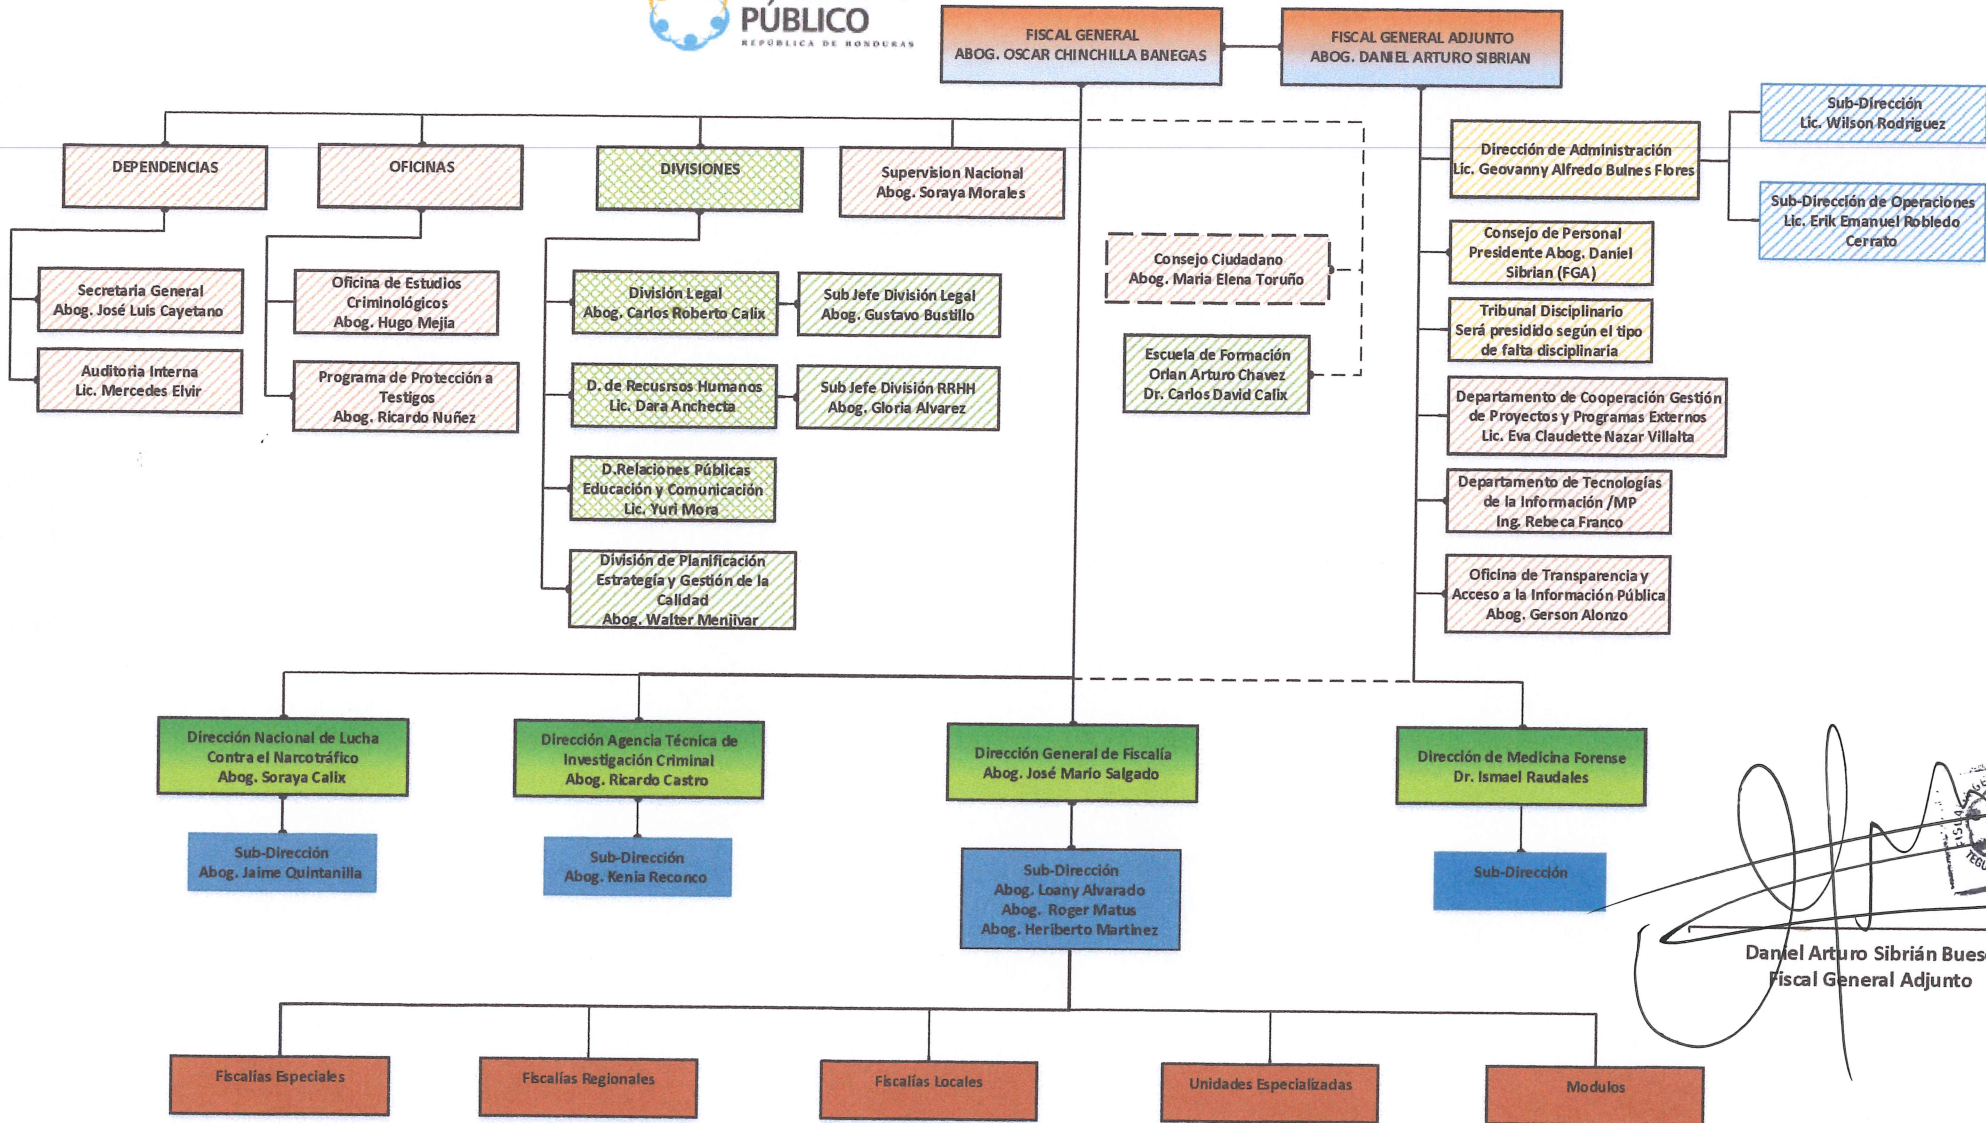 PÚBLICO
REPÚBLICA DE HONDURAS
FISCAL GENERAL
ABOG. OSCAR CHINCHILLA BANEGAS
FISCAL GENERAL ADJUNTO
ABOG. DANIEL ARTURO SIBRIAN
DEPENDENCIAS
OFICINAS
DIVISIONES
Supervision Nacional
Abog. Soraya Morales
Dirección de Administración
Lic. Geovanny Alfredo Bulnes Flores
Sub-Dirección
Lic. Wilson Rodriguez
Sub-Dirección de Operaciones
Lic. Erik Emanuel Robledo
Cerrato
Secretaria General
Abog. José Luis Cayetano
Auditoria Interna
Lic. Mercedes Elvir
Oficina de Estudios
Criminológicos
Abog. Hugo Mejia
Programa de Protección a
Testigos
Abog. Ricardo Nuñez
División Legal
Abog. Carlos Roberto Calix
Sub Jefe División Legal
Abog. Gustavo Bustillo
D. de Recusrsos Humanos
Lic. Dara Anchecta
Sub Jefe División RRHH
Abog. Gloria Alvarez
D.Relaciones Públicas
Educación y Comunicación
Lic. Yuri Mora
División de Planificación
Estrategía y Gestión de la
Calidad
Abog. Walter Menjivar
Consejo Ciudadano
Abog. Maria Elena Toruño
Escuela de Formación
Orlan Arturo Chavez
Dr. Carlos David Calix
Consejo de Personal
Presidente Abog. Daniel
Sibrian (FGA)
Tribunal Disciplinario
Será presidido según el tipo
de falta disciplinaria
Departamento de Cooperación Gestión
de Proyectos y Programas Externos
Lic. Eva Claudette Nazar Villalta
Departamento de Tecnologías
de la Información /MP
Ing. Rebeca Franco
Oficina de Transparencia y
Acceso a la Información Pública
Abog. Gerson Alonzo
Dirección Nacional de Lucha
Contra el Narcotráfico
Abog. Soraya Calix
Sub-Dirección
Abog. Jaime Quintanilla
Dirección Agencia Técnica de
Investigación Criminal
Abog. Ricardo Castro
Sub-Dirección
Abog. Kenia Reconco
Dirección General de Fiscalía
Abog. José Mario Salgado
Sub-Dirección
Abog. Loany Alvarado
Abog. Roger Matus
Abog. Heriberto Martinez
Dirección de Medicina Forense
Dr. Ismael Raudales
Sub-Dirección
Daniel Arturo Sibrián Bues
Fiscal General Adjunto
Fiscalías Especiales
Fiscalías Regionales
Fiscalías Locales
Unidades Especializadas
Modulos